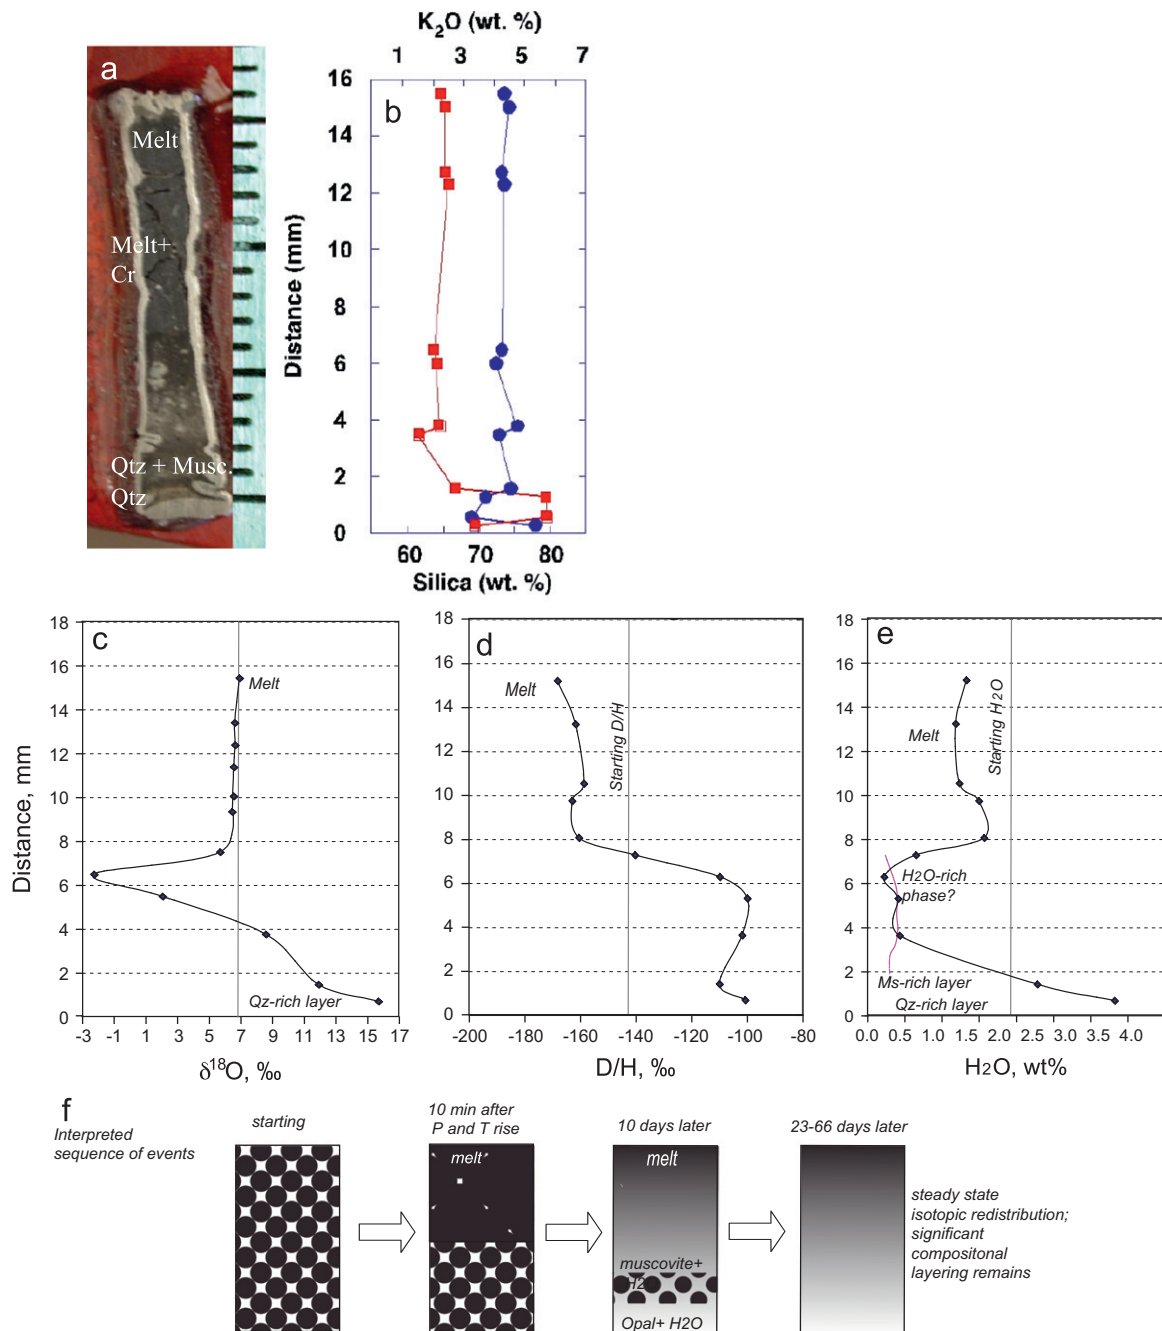 a
Melt
Melt+
Cr
Qtz + Musc.
Qtz
K2O (wt. %)
1 3 5 7
b
16
14
12
10
8
6
4
2
0
Distance (mm)
60 70 80
Silica (wt. %)
c
18
16
14
12
10
8
6
4
2
0
Distance, mm
Melt
Qz-rich layer
-3 1 3 5 7 9 11 13 15 17
δ18O, ‰
d
18
16
14
12
10
8
6
4
2
0
Melt
Starting D/H
-200 -180 -160 -140 -120 -100 -80
D/H, ‰
e
18
16
14
12
10
8
6
4
2
0
Melt
Starting H2O
H2O-rich
phase?
Ms-rich layer
Qz-rich layer
0.0 0.5 1.0 1.5 2.0 2.5 3.0 3.5 4.0
H2O, wt%
f
Interpreted
sequence of events
starting
10 min after
P and T rise
melt
10 days later
melt
muscovite+
H2O
Opal+ H2O
23-66 days later
steady state
isotopic redistribution;
significant
compositonal
layering remains